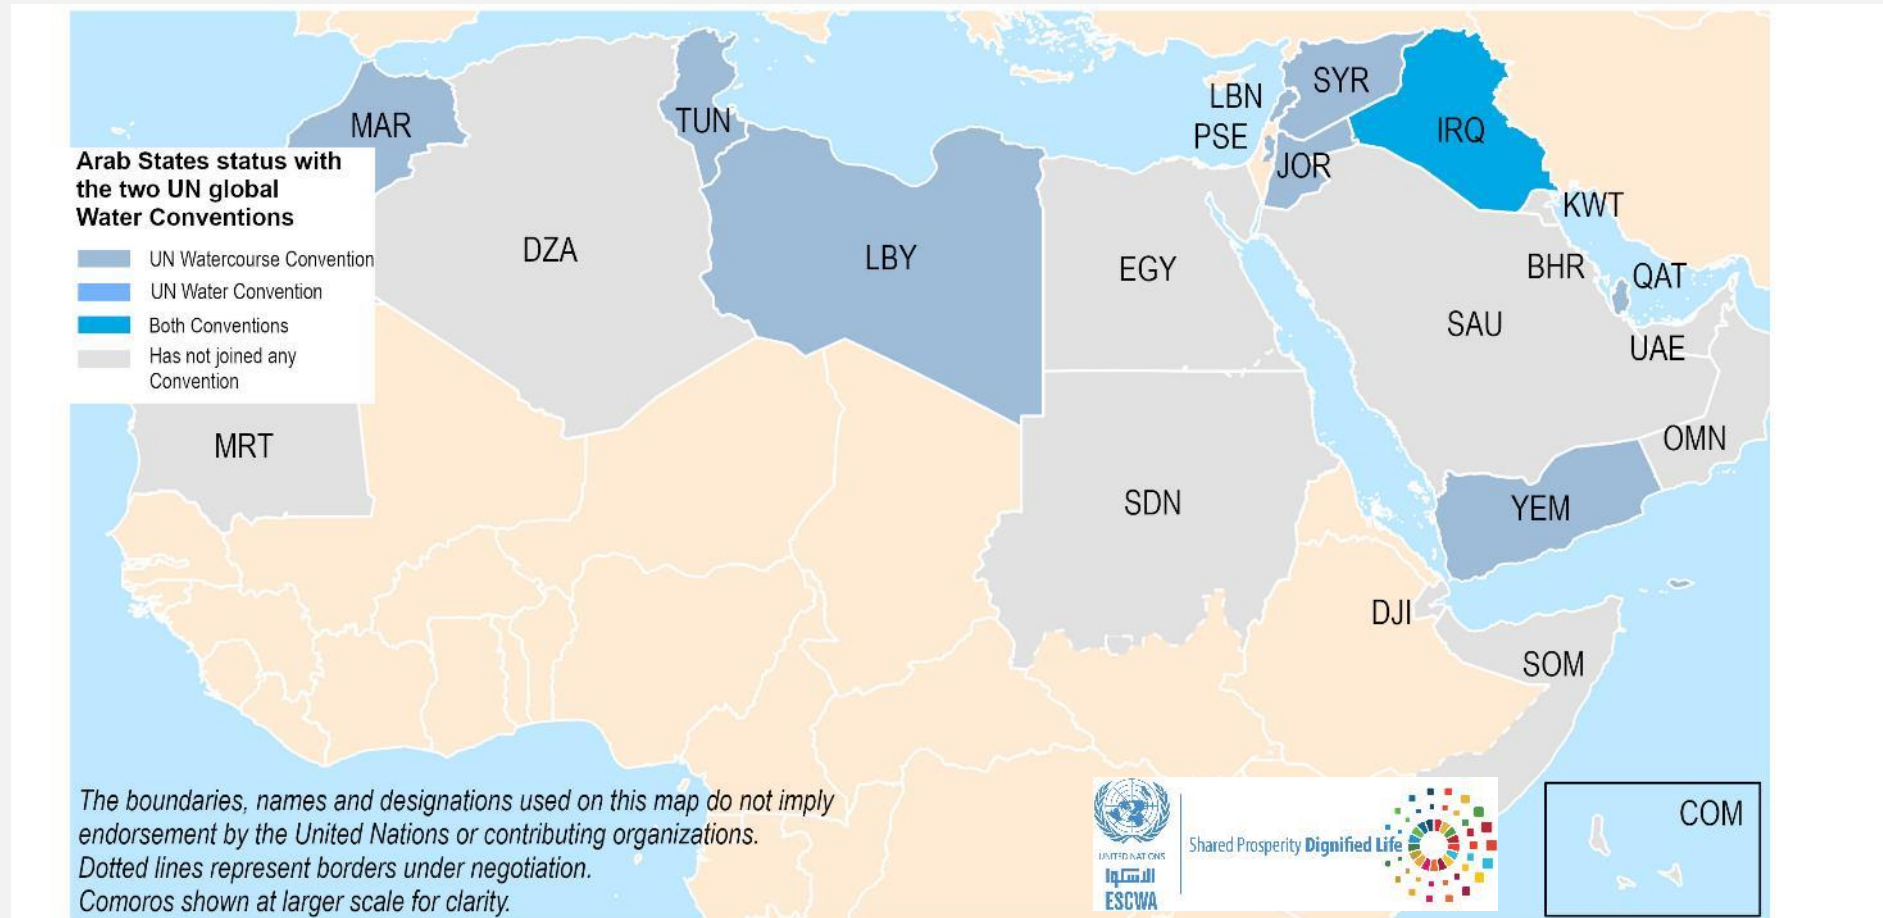 MAR
TUN
LBN
SYR
PSE
IRQ
JOR
Arab States status with
the two UN global
Water Conventions
UN Watercourse Convention
UN Water Convention
Both Conventions
Has not joined any
Convention
DZA
LBY
EGY
KWT
BHR
QAT
SAU
UAE
MRT
OMN
SDN
YEM
DJI
SOM
The boundaries, names and designations used on this map do not imply
endorsement by the United Nations or contributing organizations.
Dotted lines represent borders under negotiation.
Comoros shown at larger scale for clarity.
UNITED NATIONS
الاسكوا
ESCWA
Shared Prosperity Dignified Life
COM